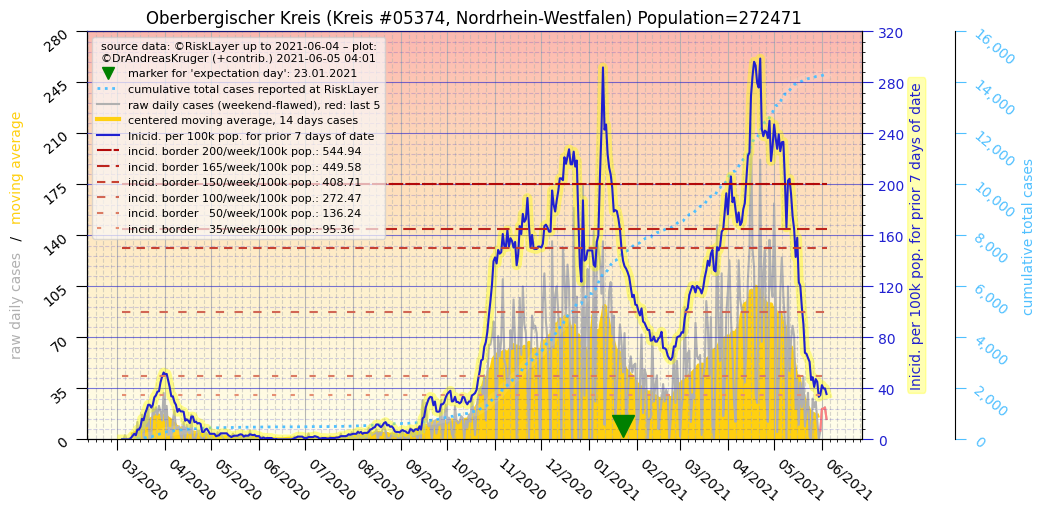 Oberbergischer Kreis (Kreis #05374, Nordrhein-Westfalen) Population=272471
source data: ©RiskLayer up to 2021-06-04 – plot:
©DrAndreasKruger (+contrib.) 2021-06-05 04:01
marker for 'expectation day': 23.01.2021
cumulative total cases reported at RiskLayer
raw daily cases (weekend-flawed), red: last 5
centered moving average, 14 days cases
Inicid. per 100k pop. for prior 7 days of date
incid. border 200/week/100k pop.: 544.94
incid. border 165/week/100k pop.: 449.58
incid. border 150/week/100k pop.: 408.71
incid. border 100/week/100k pop.: 272.47
incid. border   50/week/100k pop.: 136.24
incid. border   35/week/100k pop.: 95.36
raw daily cases / moving average
280
245
210
175
140
105
70
35
0
320
280
240
200
160
120
80
40
0
Inicid. per 100k pop. for prior 7 days of date
16,000
14,000
12,000
10,000
8,000
6,000
4,000
2,000
0
cumulative total cases
03/2020
04/2020
05/2020
06/2020
07/2020
08/2020
09/2020
10/2020
11/2020
12/2020
01/2021
02/2021
03/2021
04/2021
05/2021
06/2021